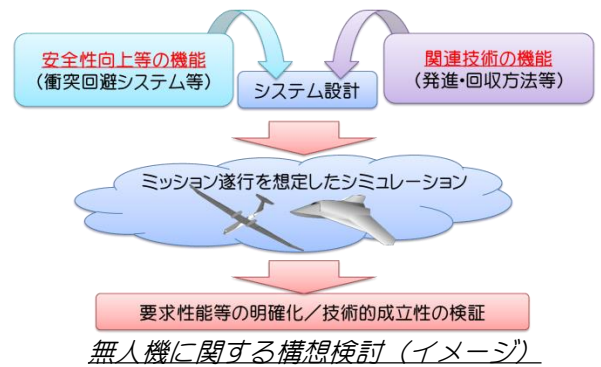 安全性向上等の機能
（衝突回避システム等）
関連技術の機能
（発進・回収方法等）
システム設計
ミッション遂行を想定したシミュレーション
要求性能等の明確化／技術的成立性の検証
無人機に関する構想検討（イメージ）